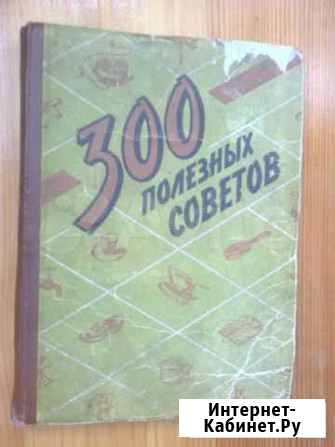 300
ПОЛЕЗНЫХ
СОВЕТОВ
Интернет-
Кабинет.Ру